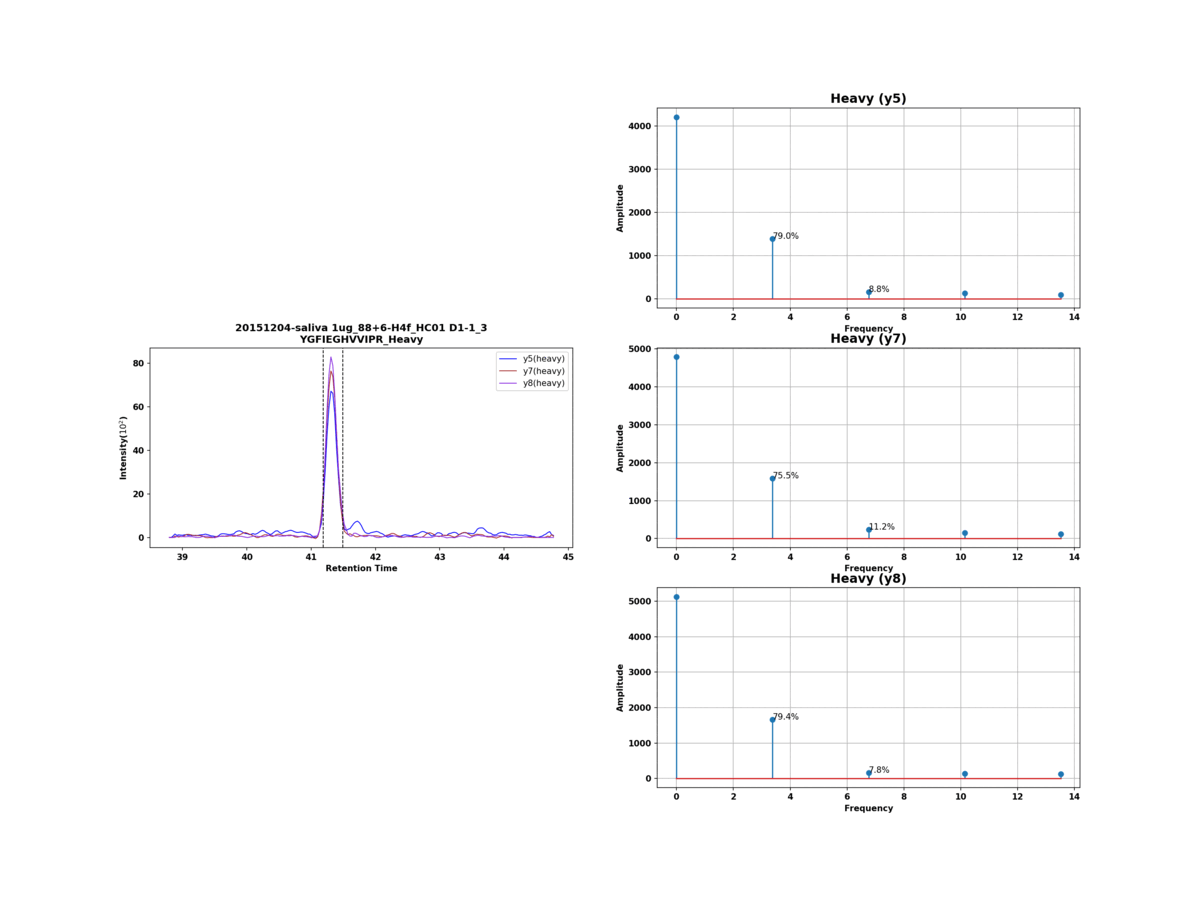 20151204-saliva 1ug_88+6-H4f_HC01 D1-1_3
YGFIEGHVVIPR_Heavy
Intensity(10²)
80
60
40
20
0
y5(heavy)
y7(heavy)
y8(heavy)
39 40 41 42 43 44 45
Retention Time
Heavy (y5)
Amplitude
4000
3000
2000
1000
0
79.0%
8.8%
0 2 4 6 8 10 12 14
Frequency
Heavy (y7)
Amplitude
5000
4000
3000
2000
1000
0
75.5%
11.2%
0 2 4 6 8 10 12 14
Frequency
Heavy (y8)
Amplitude
5000
4000
3000
2000
1000
0
79.4%
7.8%
0 2 4 6 8 10 12 14
Frequency